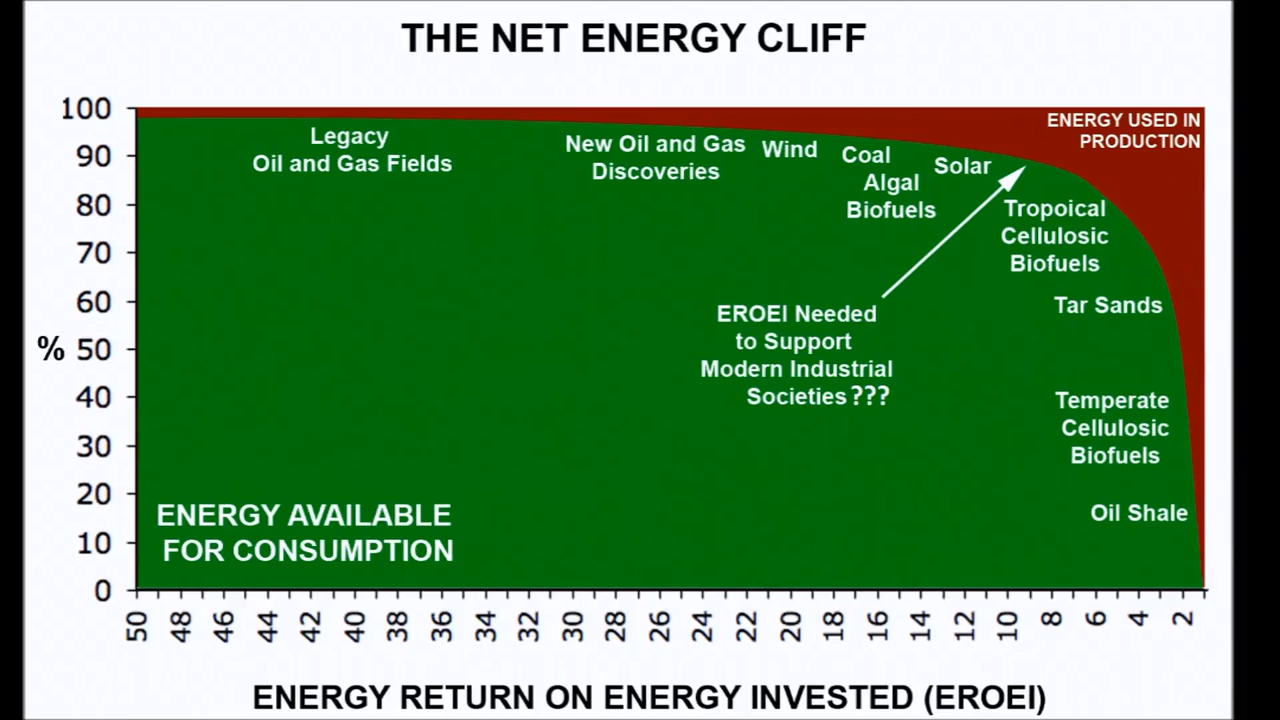 THE NET ENERGY CLIFF
100
90
80
70
60
50
40
30
20
10
0
%
ENERGY USED IN
PRODUCTION
Legacy
Oil and Gas Fields
New Oil and Gas
Discoveries
Wind
Coal
Algal
Biofuels
Solar
Tropoical
Cellulosic
Biofuels
Tar Sands
EROEI Needed
to Support
Modern Industrial
Societies ???
Temperate
Cellulosic
Biofuels
Oil Shale
ENERGY AVAILABLE
FOR CONSUMPTION
50 48 46 44 42 40 38 36 34 32 30 28 26 24 22 20 18 16 14 12 10 8 6 4 2
ENERGY RETURN ON ENERGY INVESTED (EROEI)